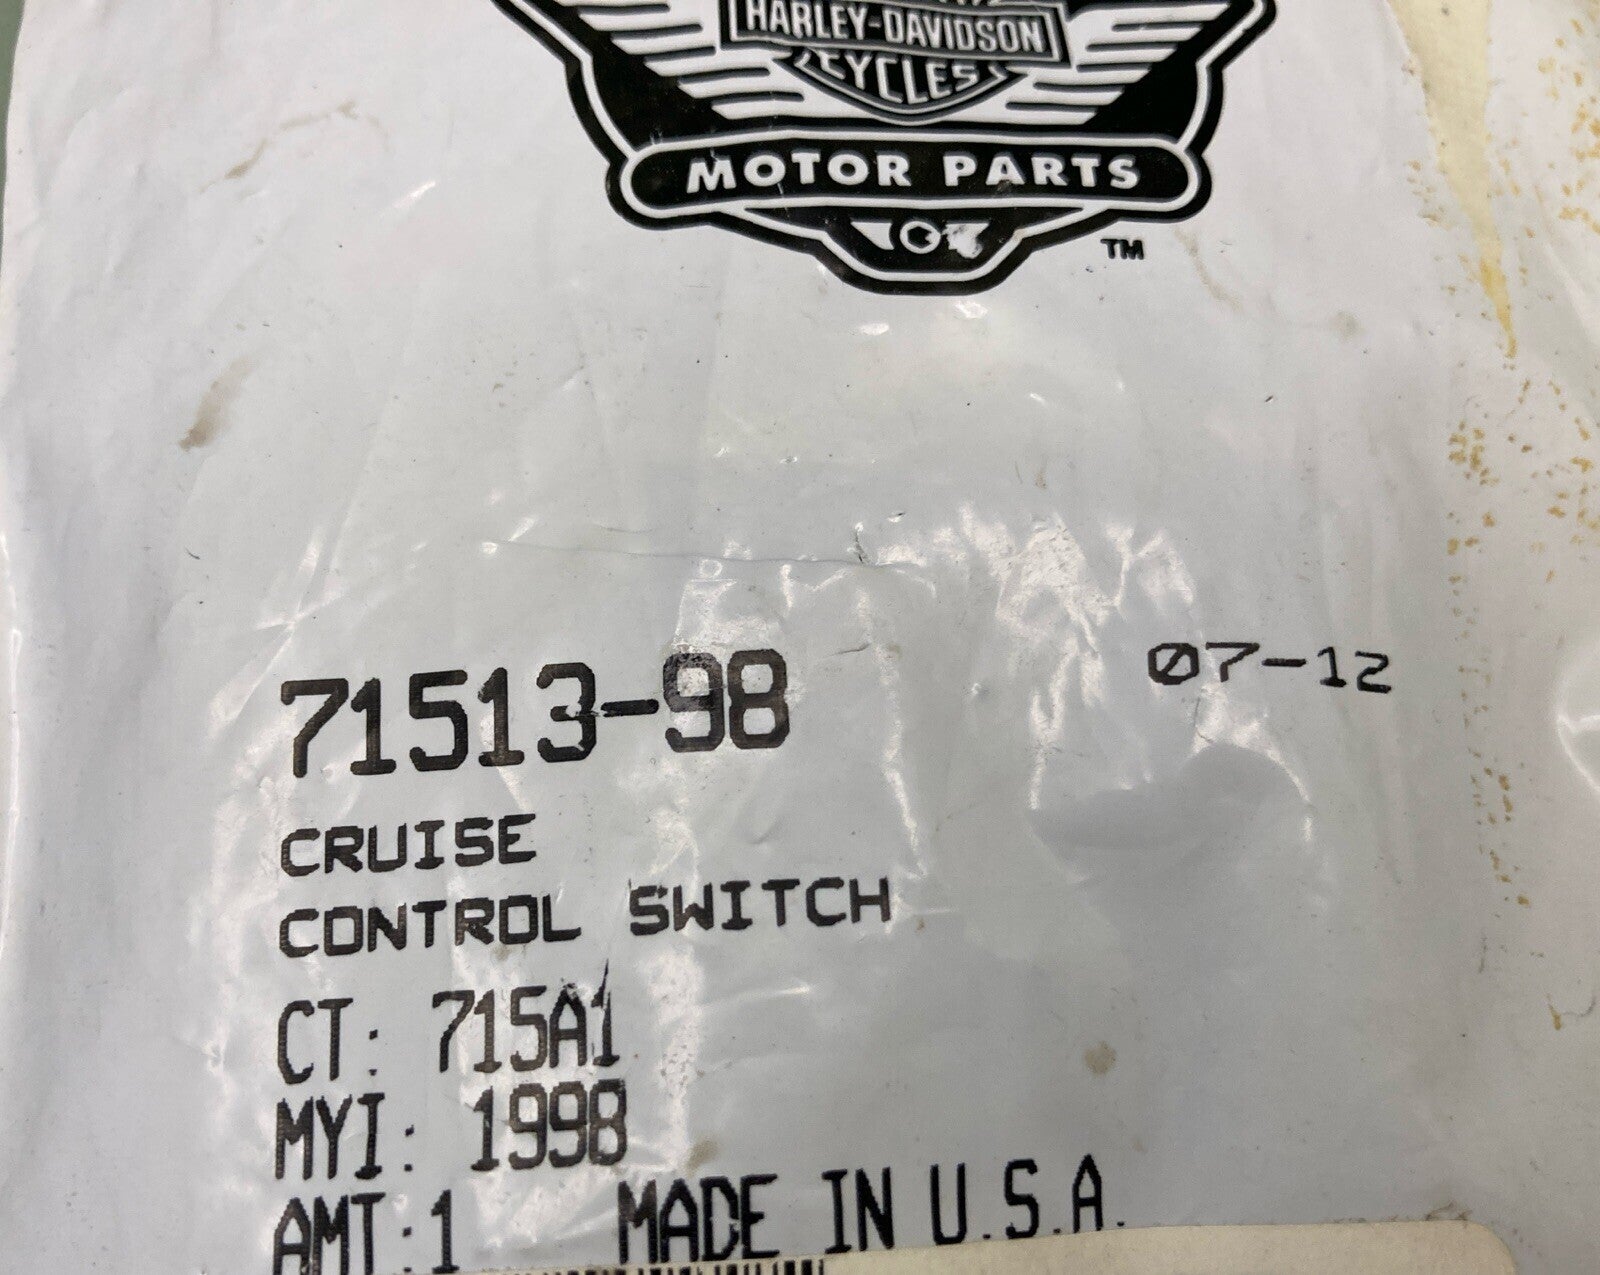 HARLEY-DAVIDSON
CYCLES
MOTOR PARTS
TM
71513-98
07-12
CRUISE
CONTROL SWITCH
CT: 715A1
MYI: 1998
AMT:1 MADE IN U.S.A.